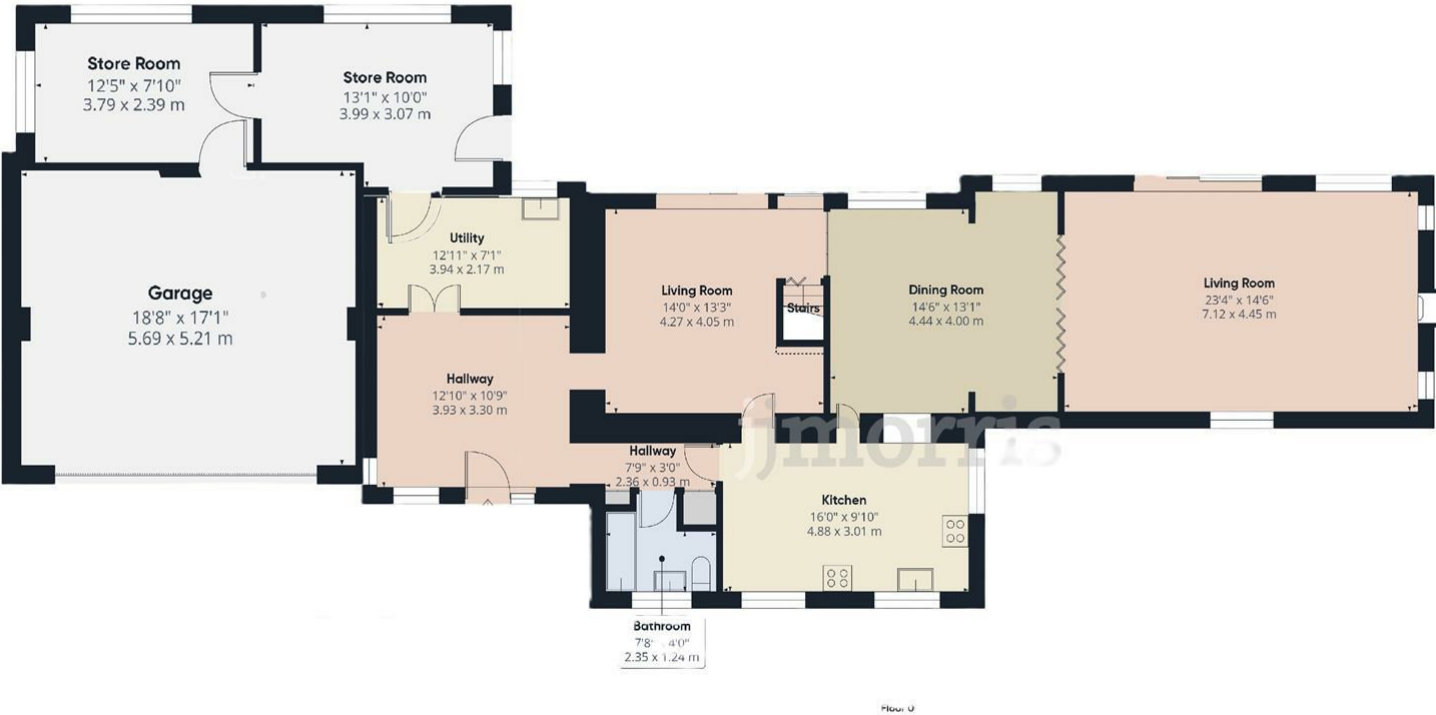 Store Room
12'5" x 7'10"
3.79 x 2.39 m
Store Room
13'1" x 10'0"
3.99 x 3.07 m
Utility
12'11" x 7'1"
3.94 x 2.17 m
Garage
18'8" x 17'1"
5.69 x 5.21 m
Living Room
14'0" x 13'3"
4.27 x 4.05 m
Stairs
Dining Room
14'6" x 13'1"
4.44 x 4.00 m
Living Room
23'4" x 14'6"
7.12 x 4.45 m
Hallway
12'10" x 10'9"
3.93 x 3.30 m
jjmorris
Hallway
7'9" x 3'0"
2.36 x 0.93 m
Kitchen
16'0" x 9'10"
4.88 x 3.01 m
Bathroom
7'8" 4'0"
2.35 x 1.24 m
Floor 0